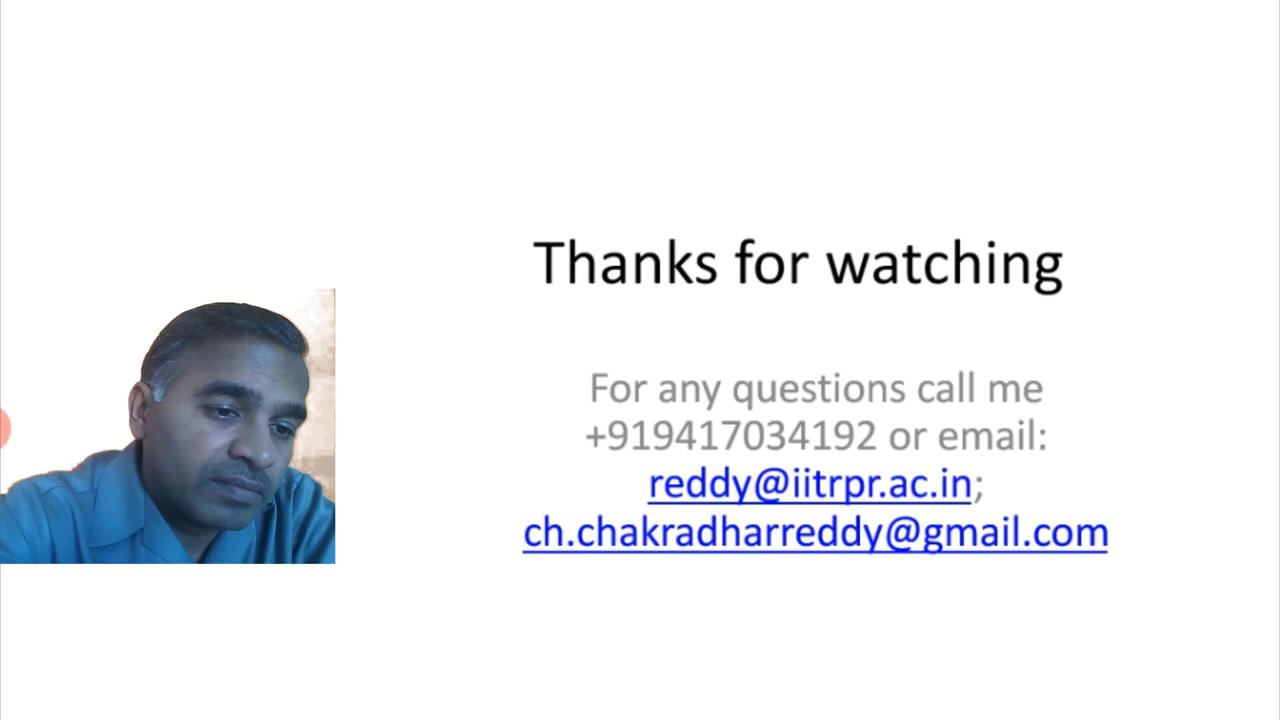 Thanks for watching
For any questions call me
+919417034192 or email:
reddy@iitrpr.ac.in;
ch.chakradharreddy@gmail.com